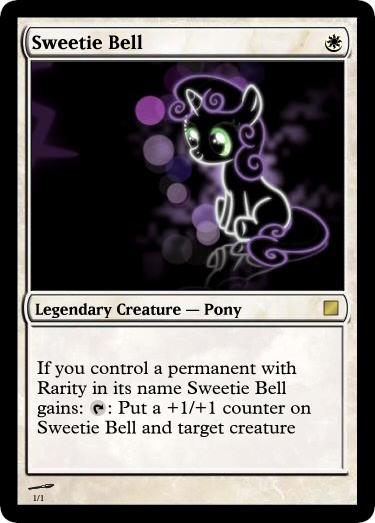 Sweetie Bell
Legendary Creature — Pony
If you control a permanent with
Rarity in its name Sweetie Bell
gains: : Put a +1/+1 counter on
Sweetie Bell and target creature
1/1